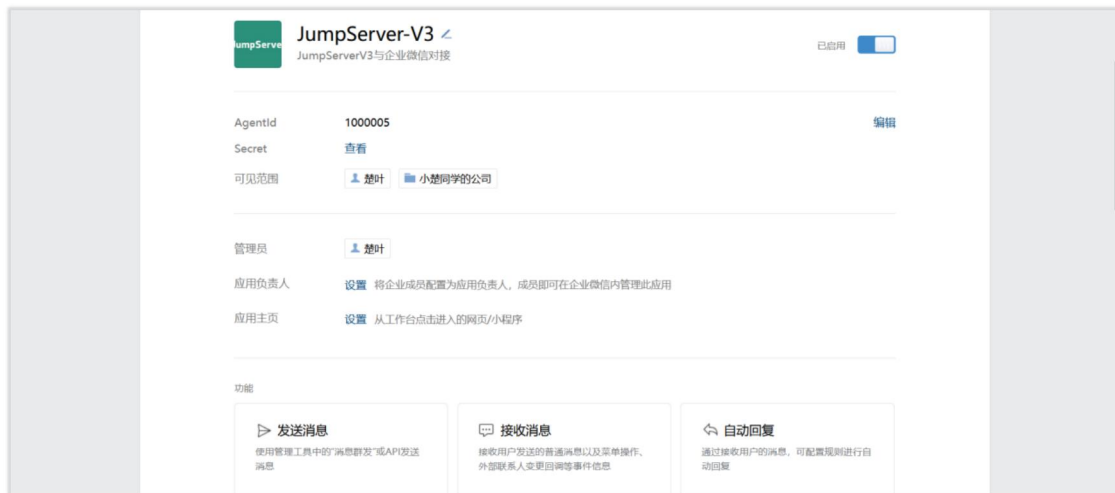 JumpServer-V3
umpServe
JumpServerV3与企业微信对接
已启用
AgentId 1000005 编辑
Secret 查看
可见范围 楚叶 小楚同学的公司
管理员 楚叶
应用负责人 设置 将企业成员配置为应用负责人，成员即可在企业微信内管理此应用
应用主页 设置 从工作台点击进入的网页/小程序
功能
发送消息
使用管理工具中的"消息群发"或API发送
消息
接收消息
接收用户发送的普通消息以及菜单操作、
外部联系人变更回调等事件信息
自动回复
通过接收用户的消息，可配置规则进行自
动回复